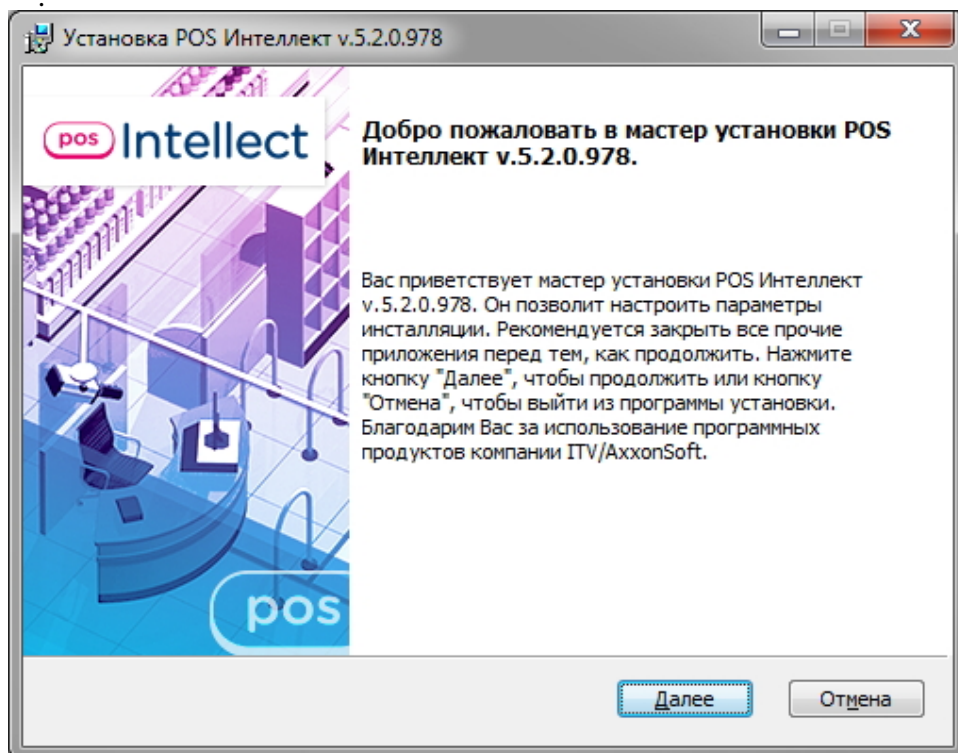 Установка POS Интеллект v.5.2.0.978
pos Intellect
Добро пожаловать в мастер установки POS
Интеллект v.5.2.0.978.
Вас приветствует мастер установки POS Интеллект
v.5.2.0.978. Он позволит настроить параметры
инсталляции. Рекомендуется закрыть все прочие
приложения перед тем, как продолжить. Нажмите
кнопку "Далее", чтобы продолжить или кнопку
"Отмена", чтобы выйти из программы установки.
Благодарим Вас за использование программных
продуктов компании ITV/AxxonSoft.
pos
Далее
Отмена